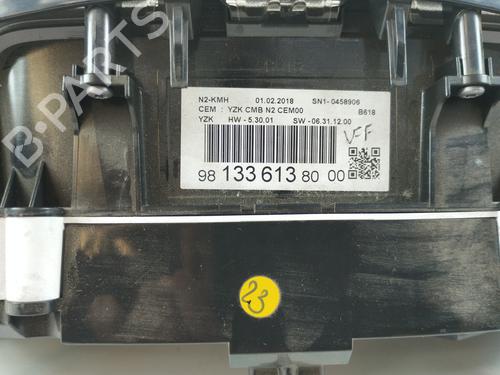 B-PARTS
N2-KMH 01.02.2018 SN1-0458906
CEM : YZK CMB N2 CEM00 B618
YZK HW - 5.30.01 SW - 06.31.12.00
VFF
98 133 613 80 00
23